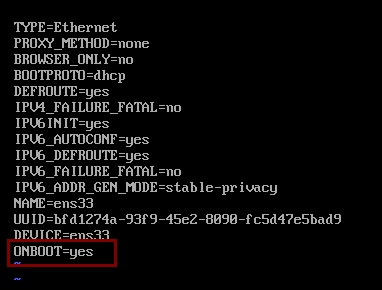 TYPE=Ethernet
PROXY_METHOD=none
BROWSER_ONLY=no
BOOTPROTO=dhcp
DEFROUTE=yes
IPV4_FAILURE_FATAL=no
IPV6INIT=yes
IPV6_AUTOCONF=yes
IPV6_DEFROUTE=yes
IPV6_FAILURE_FATAL=no
IPV6_ADDR_GEN_MODE=stable-privacy
NAME=ens33
UUID=bfd1274a-93f9-45e2-8090-fc5d47e5bad9
DEVICE=ens33
ONBOOT=yes
~
~